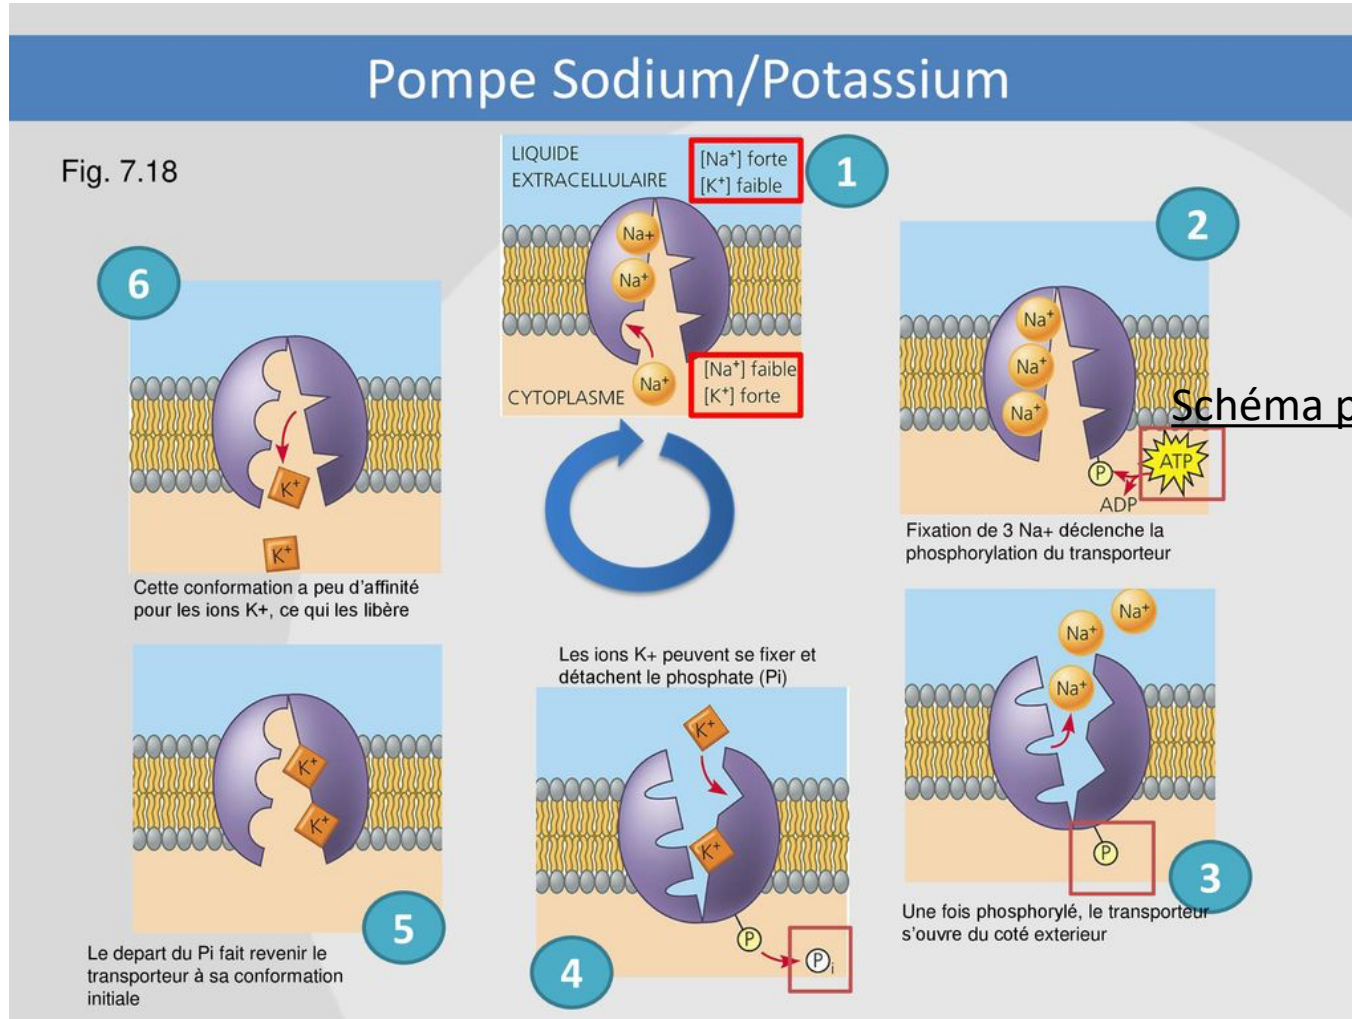 Pompe Sodium/Potassium
Fig. 7.18
LIQUIDE
EXTRACELLULAIRE
[Na⁺] forte
[K⁺] faible
1
Na+
Na⁺
Na⁺
CYTOPLASME
[Na⁺] faible
[K⁺] forte
2
Na⁺
Na⁺
Na⁺
P
ATP
ADP
Schéma p
Fixation de 3 Na+ déclenche la
phosphorylation du transporteur
Na⁺
Na⁺
Na⁺
P
3
Une fois phosphorylé, le transporteur
s'ouvre du coté exterieur
Les ions K+ peuvent se fixer et
détachent le phosphate (Pi)
K⁺
K⁺
P
Pi
4
K⁺
K⁺
5
Le depart du Pi fait revenir le
transporteur à sa conformation
initiale
6
K⁺
K⁺
Cette conformation a peu d'affinité
pour les ions K+, ce qui les libère